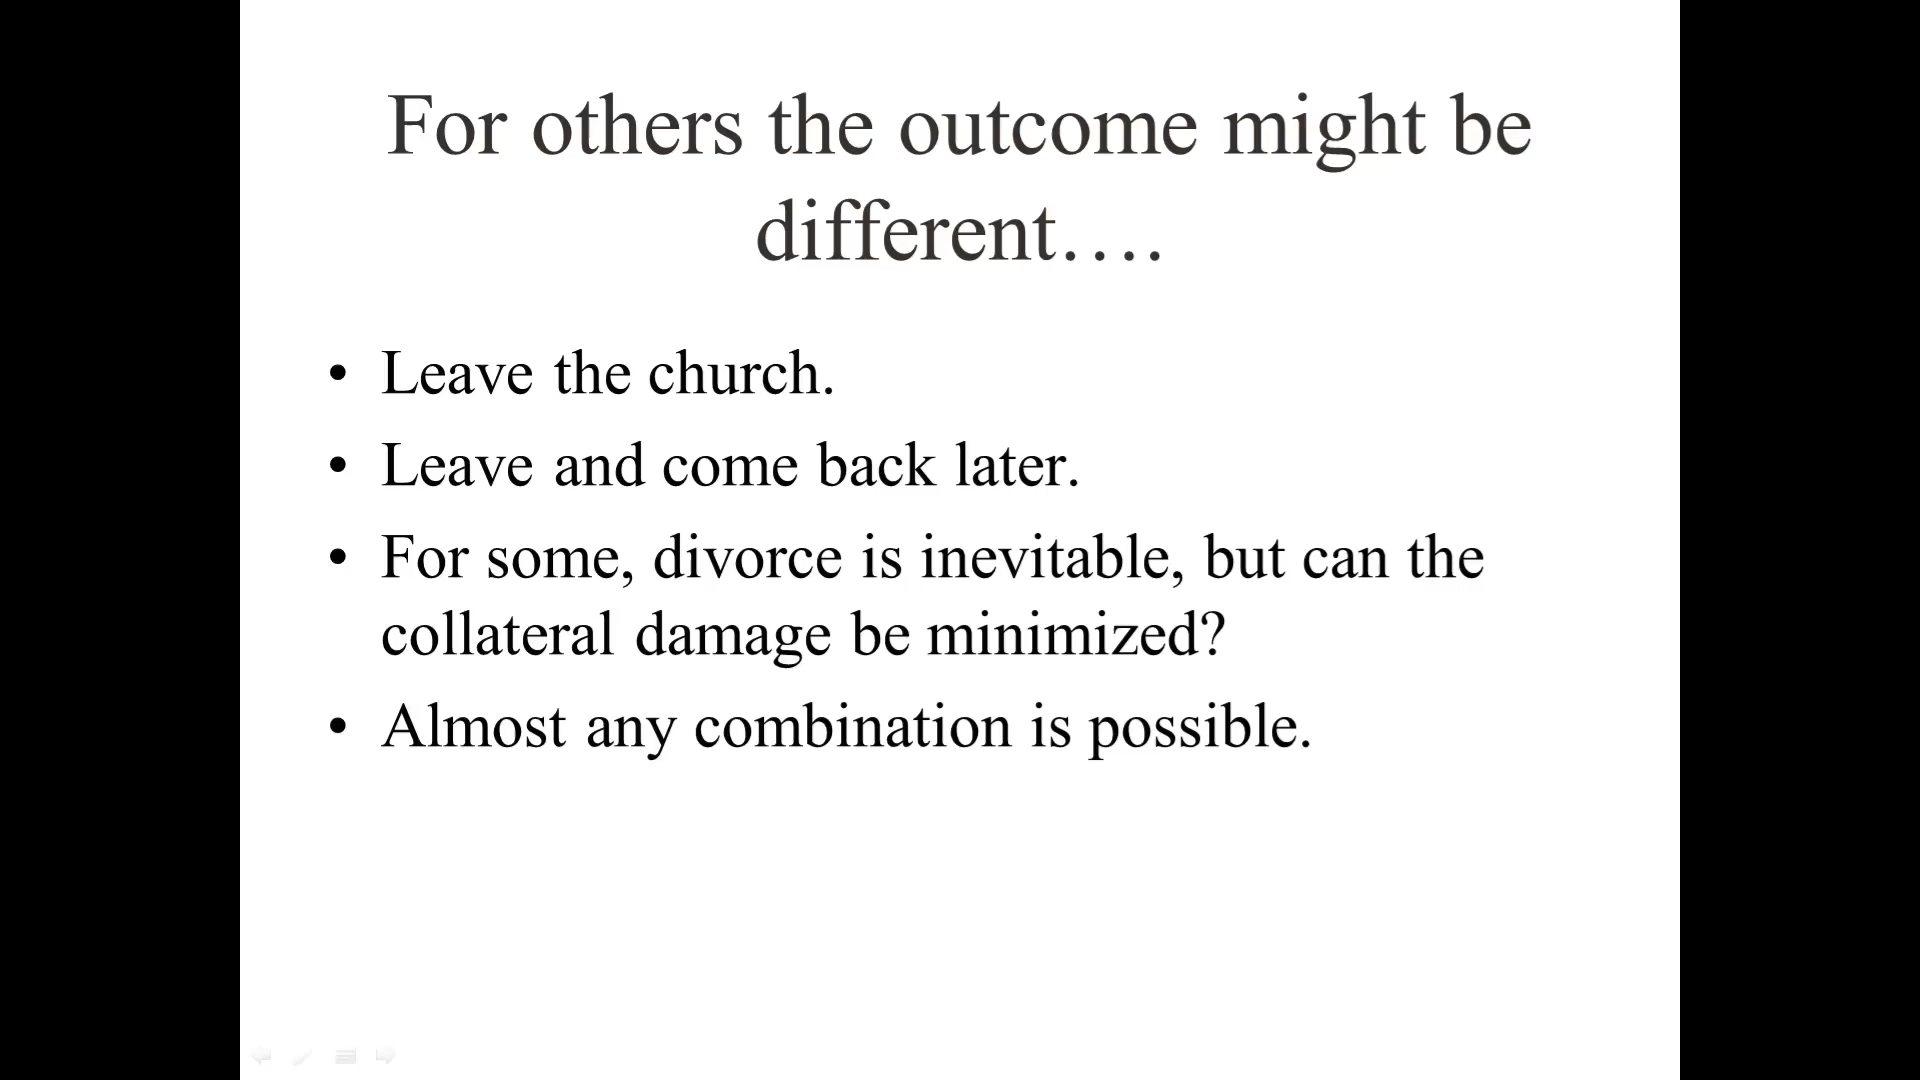 For others the outcome might be
different….
• Leave the church.
• Leave and come back later.
• For some, divorce is inevitable, but can the
collateral damage be minimized?
• Almost any combination is possible.